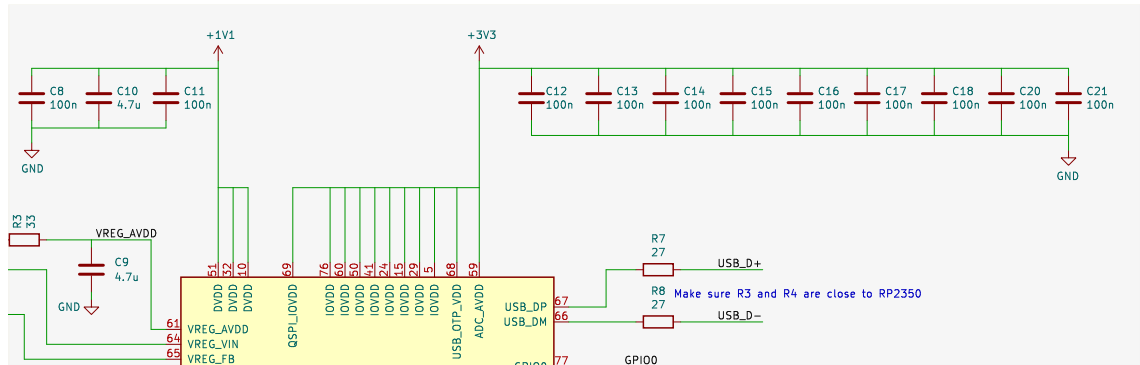 +1V1
+3V3
C8
100n
C10
4.7u
C11
100n
C12
100n
C13
100n
C14
100n
C15
100n
C16
100n
C17
100n
C18
100n
C20
100n
C21
100n
GND
GND
R3
33
VREG_AVDD
C9
4.7u
GND
51
32
10
69
76
60
50
41
24
15
29
5
68
59
DVDD
DVDD
DVDD
QSPI_IOVDD
IOVDD
IOVDD
IOVDD
IOVDD
IOVDD
IOVDD
IOVDD
IOVDD
USB_OTP_VDD
ADC_AVDD
R7
27
USB_D+
Make sure R3 and R4 are close to RP2350
R8
27
USB_D-
USB_DP
67
USB_DM
66
61
VREG_AVDD
64
VREG_VIN
65
VREG_FB
GPIO0
77
GPIO0